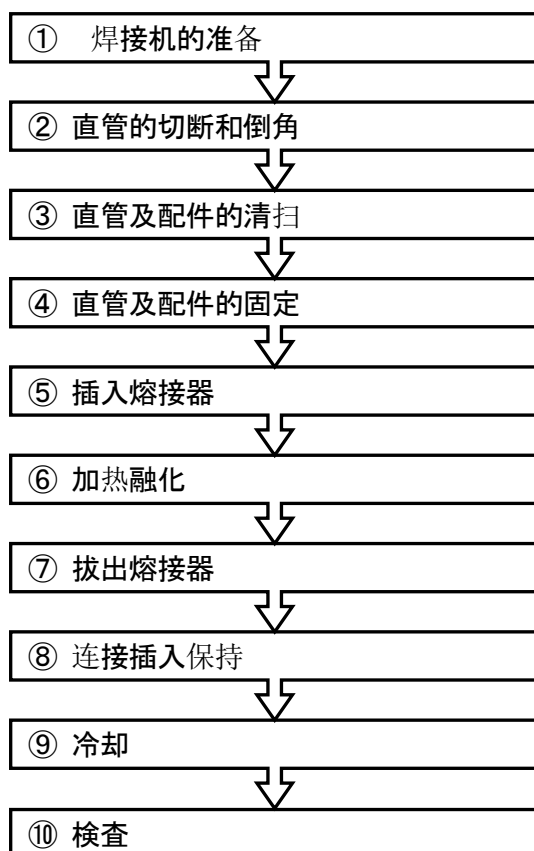 ① 焊接机的准备
② 直管的切断和倒角
③ 直管及配件的清扫
④ 直管及配件的固定
⑤ 插入熔接器
⑥ 加热融化
⑦ 拔出熔接器
⑧ 连接插入保持
⑨ 冷却
⑩ 検査